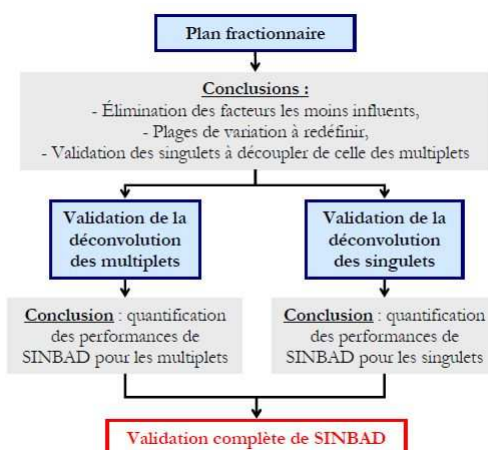 Plan fractionnaire
Conclusions :
- Élimination des facteurs les moins influents,
- Plages de variation à redéfinir,
- Validation des singulets à découpler de celle des multiplets
Validation de la
déconvolution
des multiplets
Validation de la
déconvolution
des singulets
Conclusion : quantification
des performances de
SINBAD pour les multiplets
Conclusion : quantification
des performances de
SINBAD pour les singulets
Validation complète de SINBAD